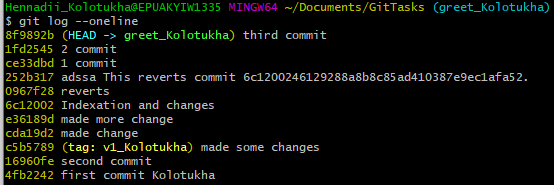 Hennadii_Kolotukha@EPUAKYIW1335 MINGW64 ~/Documents/GitTasks (greet_Kolotukha)
$ git log --oneline
8f9892b (HEAD -> greet_Kolotukha) third commit
1fd2545 2 commit
ce33dbd 1 commit
252b317 adssa This reverts commit 6c1200246129288a8b8c85ad410387e9ec1afa52.
0967f28 reverts
6c12002 Indexation and changes
e36189d made more change
cda19d2 made change
c5b5789 (tag: v1_Kolotukha) made some changes
16960fe second commit
4fb2242 first commit Kolotukha